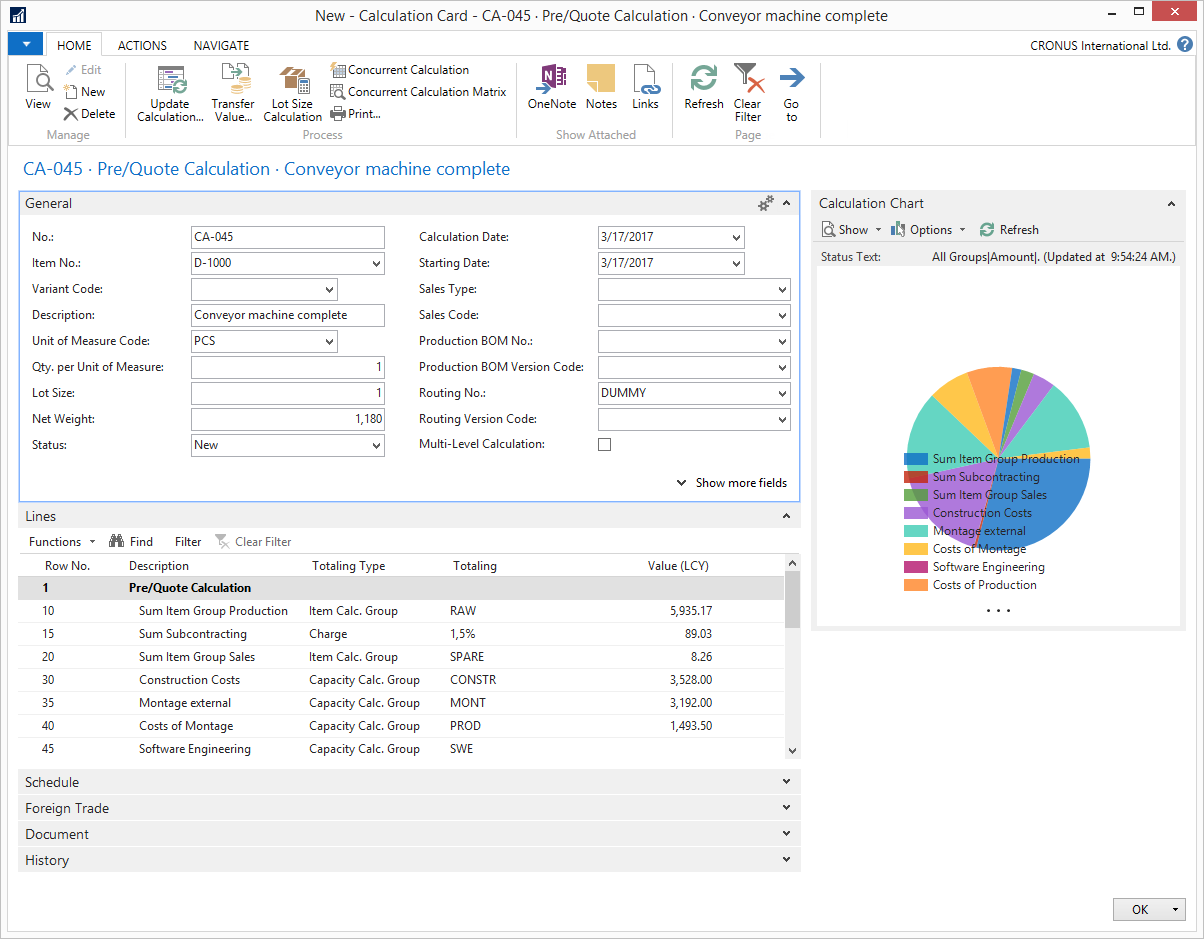 New - Calculation Card - CA-045 · Pre/Quote Calculation · Conveyor machine complete
HOME ACTIONS NAVIGATE CRONUS International Ltd. ?
View
Edit
New
Delete
Manage
Update Calculation...
Transfer Value...
Lot Size Calculation
Concurrent Calculation
Concurrent Calculation Matrix
Print...
Process
OneNote
Notes
Links
Show Attached
Refresh
Clear Filter
Go to
Page
CA-045 · Pre/Quote Calculation · Conveyor machine complete
General
No.: CA-045
Item No.: D-1000
Variant Code:
Description: Conveyor machine complete
Unit of Measure Code: PCS
Qty. per Unit of Measure: 1
Lot Size: 1
Net Weight: 1,180
Status: New
Calculation Date: 3/17/2017
Starting Date: 3/17/2017
Sales Type:
Sales Code:
Production BOM No.:
Production BOM Version Code:
Routing No.: DUMMY
Routing Version Code:
Multi-Level Calculation:
Show more fields
Lines
Functions Find Filter Clear Filter
Row No. Description Totaling Type Totaling Value (LCY)
1 Pre/Quote Calculation
10 Sum Item Group Production Item Calc. Group RAW 5,935.17
15 Sum Subcontracting Charge 1,5% 89.03
20 Sum Item Group Sales Item Calc. Group SPARE 8.26
30 Construction Costs Capacity Calc. Group CONSTR 3,528.00
35 Montage external Capacity Calc. Group MONT 3,192.00
40 Costs of Montage Capacity Calc. Group PROD 1,493.50
45 Software Engineering Capacity Calc. Group SWE
Schedule
Foreign Trade
Document
History
Calculation Chart
Show Options Refresh
Status Text: All Groups|Amount|. (Updated at 9:54:24 AM.)
Sum Item Group Production
Sum Subcontracting
Sum Item Group Sales
Construction Costs
Montage external
Costs of Montage
Software Engineering
Costs of Production
...
OK